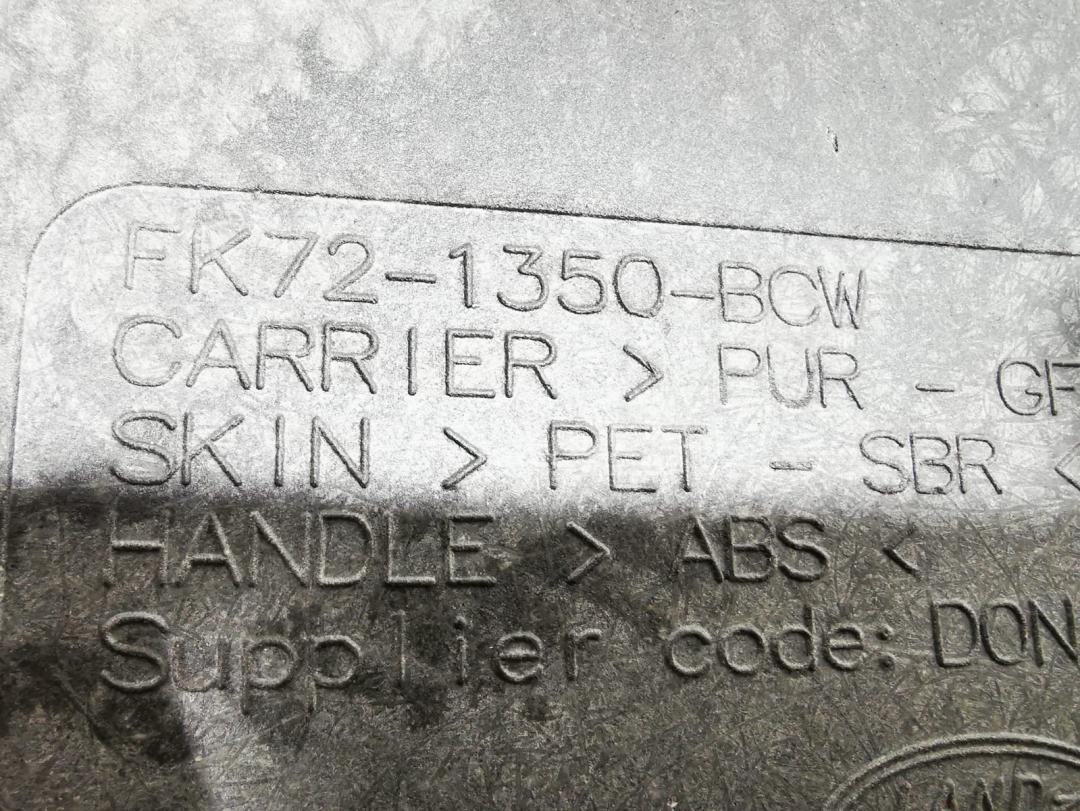 FK72-1350-BCW
CARRIER > PUR - GF
SKIN > PET - SBR <
HANDLE > ABS <
Supplier code: DON